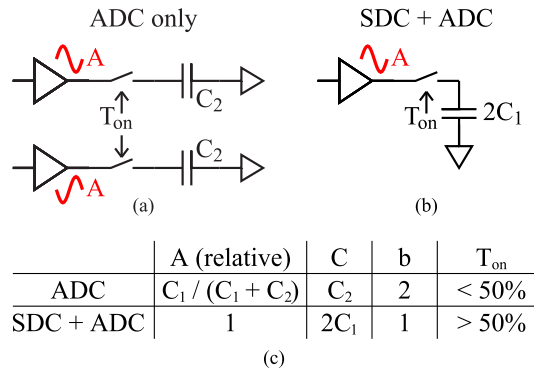 ADC only
SDC + ADC
A
A
C₂
2C₁
Tₒₙ
Tₒₙ
C₂
A
(a)
(b)
A (relative) C b Tₒₙ
ADC C₁ / (C₁ + C₂) C₂ 2 < 50%
SDC + ADC 1 2C₁ 1 > 50%
(c)